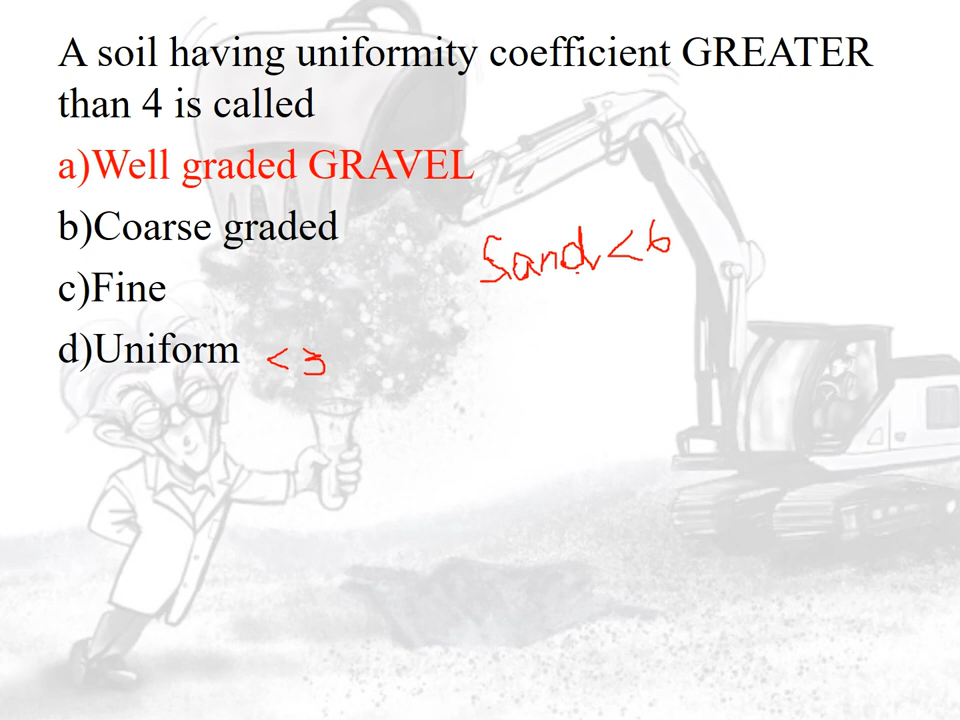 A soil having uniformity coefficient GREATER
than 4 is called
a)Well graded GRAVEL
b)Coarse graded
Sand < 6
c)Fine
d)Uniform < 3